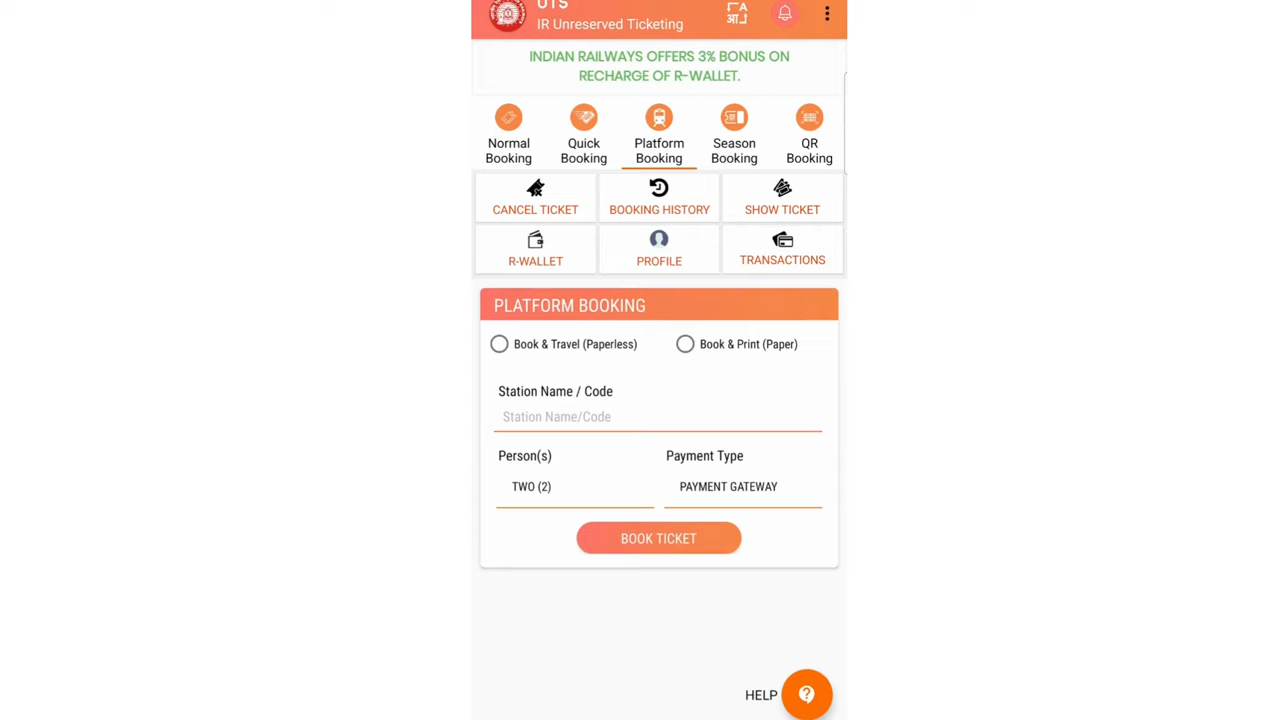 UTS
IR Unreserved Ticketing
INDIAN RAILWAYS OFFERS 3% BONUS ON
RECHARGE OF R-WALLET.
Normal Booking
Quick Booking
Platform Booking
Season Booking
QR Booking
CANCEL TICKET
BOOKING HISTORY
SHOW TICKET
R-WALLET
PROFILE
TRANSACTIONS
PLATFORM BOOKING
Book & Travel (Paperless)
Book & Print (Paper)
Station Name / Code
Station Name/Code
Person(s)
Payment Type
TWO (2)
PAYMENT GATEWAY
BOOK TICKET
HELP